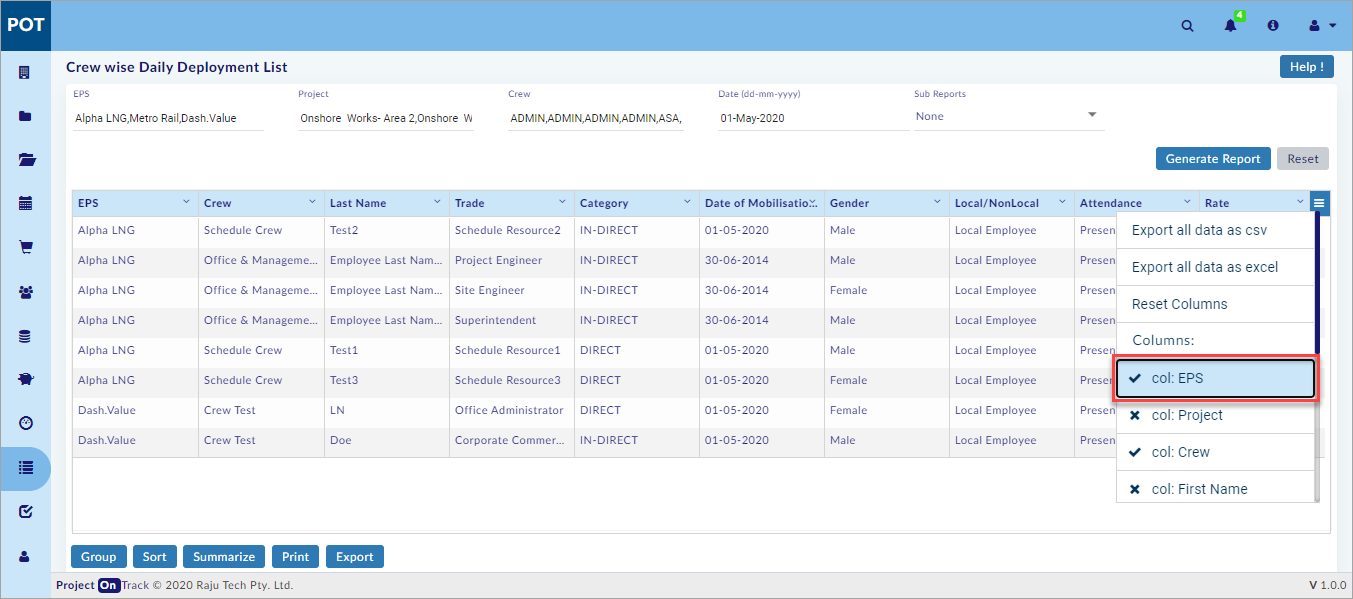 POT
4
Crew wise Daily Deployment List
Help !
EPS Project Crew Date (dd-mm-yyyy) Sub Reports
Alpha LNG,Metro Rail,Dash.Value Onshore Works- Area 2,Onshore W ADMIN,ADMIN,ADMIN,ADMIN,ASA, 01-May-2020 None
Generate Report Reset
EPS Crew Last Name Trade Category Date of Mobilisatio... Gender Local/NonLocal Attendance Rate
Alpha LNG Schedule Crew Test2 Schedule Resource2 IN-DIRECT 01-05-2020 Male Local Employee Presen
Alpha LNG Office & Manageme... Employee Last Nam... Project Engineer IN-DIRECT 30-06-2014 Male Local Employee Presen
Alpha LNG Office & Manageme... Employee Last Nam... Site Engineer IN-DIRECT 30-06-2014 Female Local Employee Presen
Alpha LNG Office & Manageme... Employee Last Nam... Superintendent IN-DIRECT 30-06-2014 Male Local Employee Presen
Alpha LNG Schedule Crew Test1 Schedule Resource1 DIRECT 01-05-2020 Male Local Employee Presen
Alpha LNG Schedule Crew Test3 Schedule Resource3 DIRECT 01-05-2020 Female Local Employee Presen
Dash.Value Crew Test LN Office Administrator DIRECT 01-05-2020 Female Local Employee Presen
Dash.Value Crew Test Doe Corporate Commer... IN-DIRECT 01-05-2020 Male Local Employee Presen
Export all data as csv
Export all data as excel
Reset Columns
Columns:
col: EPS
col: Project
col: Crew
col: First Name
Group Sort Summarize Print Export
Project On Track © 2020 Raju Tech Pty. Ltd.
V 1.0.0